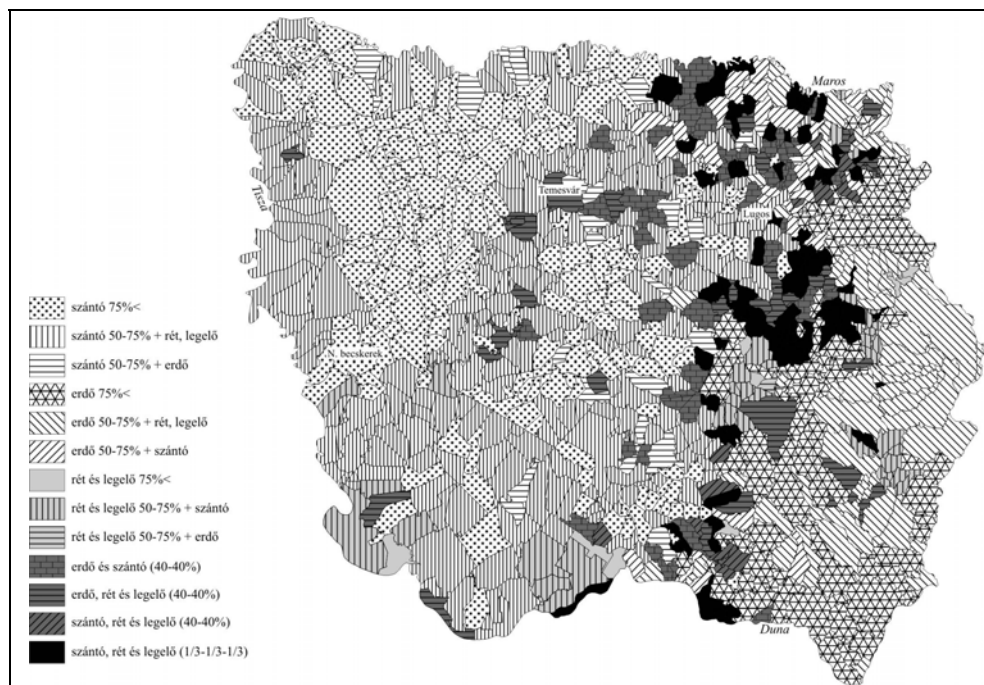 Maros
Tisza
Temesvár
Lugos
N. becskerek
Duna
szántó 75%<
szántó 50-75% + rét, legelő
szántó 50-75% + erdő
erdő 75%<
erdő 50-75% + rét, legelő
erdő 50-75% + szántó
rét és legelő 75%<
rét és legelő 50-75% + szántó
rét és legelő 50-75% + erdő
erdő és szántó (40-40%)
erdő, rét és legelő (40-40%)
szántó, rét és legelő (40-40%)
szántó, rét és legelő (1/3-1/3-1/3)